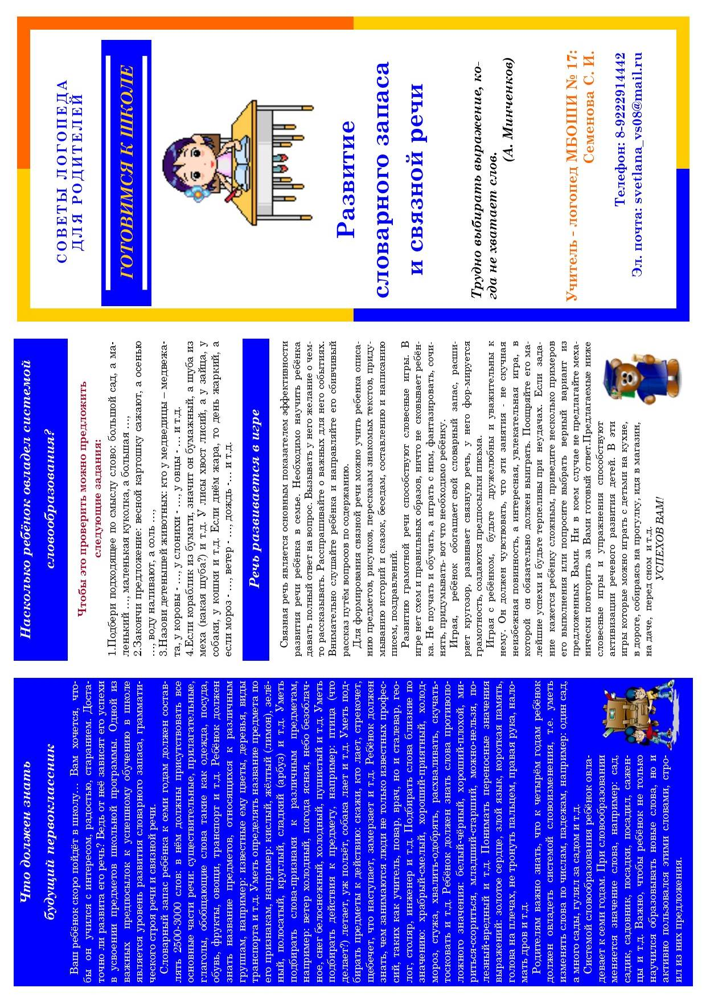 Что должен знать
будущий первоклассник
Ваш ребёнок скоро пойдёт в школу… Вам хочется, что-
бы он учился с интересом, радостью, старанием. Доста-
точно ли развита его речь? Ведь от неё зависят его успехи
в усвоении предметов школьной программы. Одной из
важных предпосылок к успешному обучению в школе
является уровень развития словарного запаса, граммати-
ческого строя речи и связной речи.
Словарный запас ребёнка к семи годам должен состав-
лять 2500-3000 слов: в нём должны присутствовать все
основные части речи: существительные, прилагательные,
глаголы, обобщающие слова такие как одежда, посуда,
обувь, фрукты, овощи, транспорт и т.д. Ребёнок должен
знать название предметов, относящихся к различным
группам, например: известные ему цветы, деревья, виды
транспорта и т.д. Уметь определять название предмета по
его признакам, например: кислый, жёлтый (лимон), зелё-
ный, полосатый, круглый, сладкий (арбуз) и т.д. Уметь
подбирать слова-признаки к различным предметам,
например: ветер холодный, погода ясная, небо безоблач-
ное, снег белоснежный, холодный, пушистый и т.д. Уметь
подбирать действия к предмету, например: птица (что
делает?) летает, уж ползёт, собака лает и т.д. Уметь под-
бирать предметы к действию: скажи, кто лает, стрекочет,
щебечет, что наступает, замерзает и т.д. Ребёнок должен
знать, чем занимаются люди не только известных профес-
сий, таких как учитель, повар, врач, но и сталевар, гео-
лог, столяр, инженер и т.д. Подбирать слова близкие по
значению: храбрый-смелый, хороший-приятный, холод-
мороз, стужа, хвалить-одобрять, расхваливать, скучать-
тосковать и т.д. Ребёнок должен знать слова противопо-
ложного значения: белый-чёрный, хороший-плохой, ми-
риться-ссориться, младший-старший, можно-нельзя, по-
лезный-вредный и т.д. Понимать переносные значения
выражений: золотое сердце, злой язык, короткая память,
голова на плечах, не тронуть пальцем, правая рука, нало-
мать дров и т.д.
Родителям важно знать, что к четырём годам ребёнок
должен овладеть системой словоизменения, т.е. уметь
изменять слова по числам, падежам, например: один сад,
а много сады, гулял за садом и т.д.
Системой словообразования ребёнок овла-
девает к семи годам. При словообразовании
меняется значение слова, например: сад,
садик, садовник, посадки, посадил, сажен-
цы и т.д. Важно, чтобы ребёнок не только
научился образовывать новые слова, но и
активно пользовался этими словами, стро-
ил из них предложения.
Насколько ребёнок овладел системой
словообразования?
Чтобы это проверить можно предложить
следующие задания:
1.Подбери подходящее по смыслу слово: большой сад, а ма-
ленький …, маленькая куколка, а большая …,
2.Закончи предложение: весной картошку сажают, а осенью
…, воду наливают, а соль …,
3.Назови детенышей животных: кто у медведицы – медвежа-
та, у коровы - …, у слонихи - …, у овцы - … и т.д.
4.Если кораблик из бумаги, значит он бумажный, а шуба из
меха (какая шуба?) и т.д. У лисы хвост лисий, а у зайца, у
собаки, у кошки и т.д. Если днём жара, то день жаркий, а
если мороз - …, ветер - …, дождь -… и т.д.
Речь развивается в игре
Связная речь является основным показателем эффективности
развития речи ребёнка в семье. Необходимо научить ребёнка
давать полный ответ на вопрос. Вызывать у него желание о чем-
то рассказывать. Расспрашивайте о важных для него событиях.
Внимательно слушайте ребёнка и направляйте его сбивчивый
рассказ путём вопросов по содержанию.
Для формирования связной речи можно учить ребенка описа-
нию предметов, рисунков, пересказам знакомых текстов, приду-
мыванию историй и сказок, беседам, составлению и написанию
писем, поздравлений.
Развитию грамотной речи способствуют словесные игры. В
игре нет схем и правильных образов, ничто не сковывает ребён-
ка. Не поучать и обучать, а играть с ним, фантазировать, сочи-
нять, придумывать- вот что необходимо ребёнку.
Играя, ребёнок обогащает свой словарный запас, расши-
ряет кругозор, развивает связную речь, у него фор-мируется
грамотность, создаются предпосылки письма.
Играя с ребёнком, будьте дружелюбны и уважительны к
нему. Он должен чувствовать, что эти занятия - не скучная
неизбежная повинность, а интересная, увлекательная игра, в
которой он обязательно должен выиграть. Поощряйте его ма-
лейшие успехи и будьте терпеливы при неудачах. Если зада-
ние кажется ребёнку сложным, приведите несколько примеров
его выполнения или попросите выбрать верный вариант из
предложенных Вами. Ни в коем случае не предлагайте меха-
нически повторить за Вами готовый ответ.Предлагаемые ниже
словесные игры и упражнения способствуют
активизации речевого развития детей. В эти
игры которые можно играть с детьми на кухне,
в дороге, собираясь на прогулку, идя в магазин,
на даче, перед сном и т.д.
УСПЕХОВ ВАМ!
СОВЕТЫ ЛОГОПЕДА
ДЛЯ РОДИТЕЛЕЙ
ГОТОВИМСЯ К ШКОЛЕ
Развитие
словарного запаса
и связной речи
Трудно выбирать выражение, ко-
гда не хватает слов.
(А. Минченков)
Учитель - логопед МБОШИ № 17:
Семенова С. И.
Телефон: 8-9222914442
Эл. почта: svetlana_vs08@mail.ru